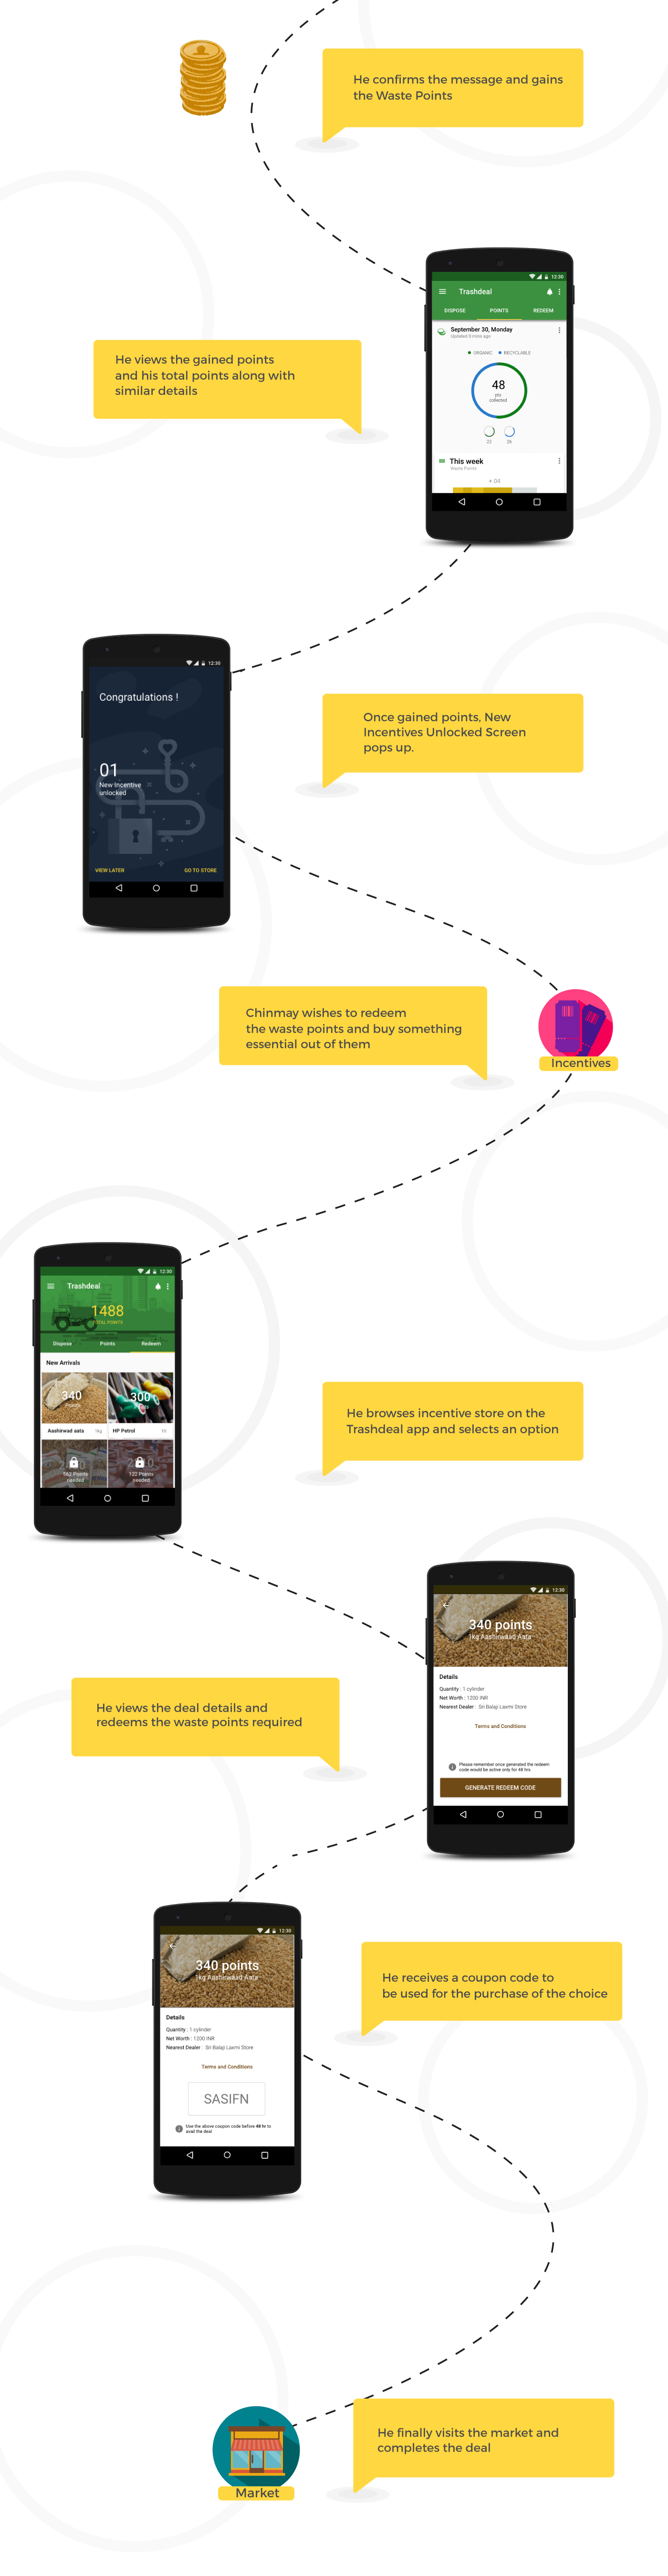 He confirms the message and gains
the Waste Points
12:30
Trashdeal
DISPOSE POINTS REDEEM
September 30, Monday
Updated 0 mins ago
ORGANIC RECYCLABLE
48
pts
collected
22 26
This week
Waste Points
+ 04
He views the gained points
and his total points along with
similar details
12:30
Congratulations !
01
New Incentive
unlocked
VIEW LATER GO TO STORE
Once gained points, New
Incentives Unlocked Screen
pops up.
Chinmay wishes to redeem
the waste points and buy something
essential out of them
Incentives
12:30
Trashdeal
1488
TOTAL POINTS
Dispose Points Redeem
New Arrivals
340
Points
300
Points
Aashirwad aata 1kg
HP Petrol
162 Points
needed
122 Points
needed
He browses incentive store on the
Trashdeal app and selects an option
12:30
340 points
1kg Aashirwaad Aata
Details
Quantity : 1 cylinder
Net Worth : 1200 INR
Nearest Dealer : Sri Balaji Laxmi Store
Terms and Conditions
Please remember once generated the redeem
code would be active only for 48 hrs
GENERATE REDEEM CODE
He views the deal details and
redeems the waste points required
12:30
340 points
1kg Aashirwaad Aata
Details
Quantity : 1 cylinder
Net Worth : 1200 INR
Nearest Dealer : Sri Balaji Laxmi Store
Terms and Conditions
SASIFN
Use the above coupon code before 48 hr to
avail the deal
He receives a coupon code to
be used for the purchase of the choice
He finally visits the market and
completes the deal
Market